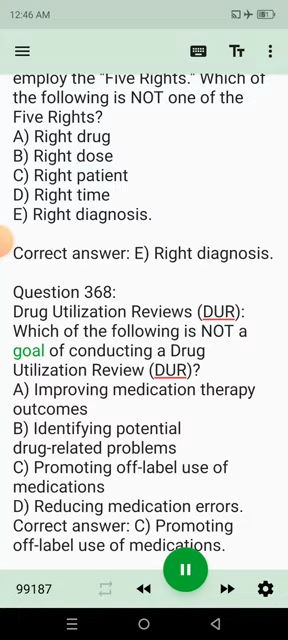 12:46 AM
employ the "Five Rights." Which of
the following is NOT one of the
Five Rights?
A) Right drug
B) Right dose
C) Right patient
D) Right time
E) Right diagnosis.
Correct answer: E) Right diagnosis.
Question 368:
Drug Utilization Reviews (DUR):
Which of the following is NOT a
goal of conducting a Drug
Utilization Review (DUR)?
A) Improving medication therapy
outcomes
B) Identifying potential
drug-related problems
C) Promoting off-label use of
medications
D) Reducing medication errors.
Correct answer: C) Promoting
off-label use of medications.
99187